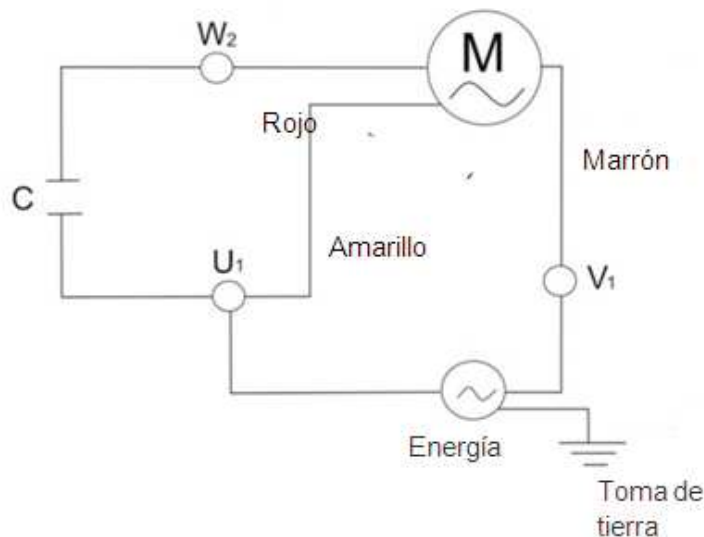 W₂
M
Rojo
Marrón
C
Amarillo
U₁
V₁
Energía
Toma de
tierra